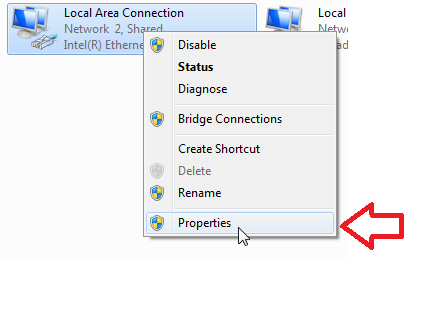 Local Area Connection
Network 2, Shared
Intel(R) Etherne
Local
Netwo
Disable
Status
Diagnose
Bridge Connections
Create Shortcut
Delete
Rename
Properties